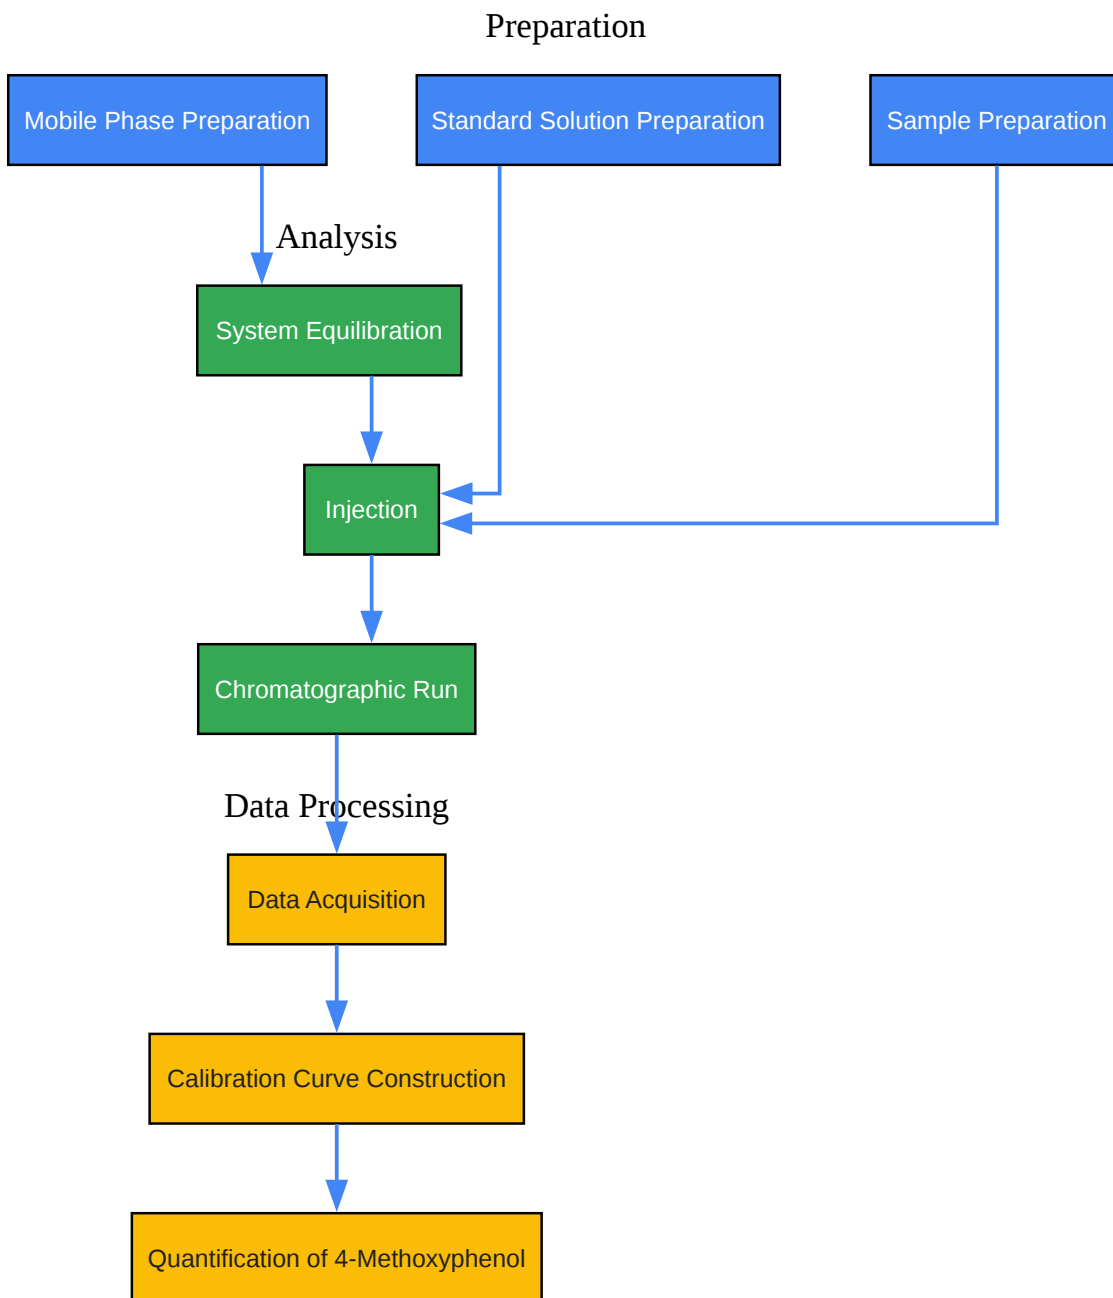 Preparation
Mobile Phase Preparation
Standard Solution Preparation
Sample Preparation
Analysis
System Equilibration
Injection
Chromatographic Run
Data Processing
Data Acquisition
Calibration Curve Construction
Quantification of 4-Methoxyphenol